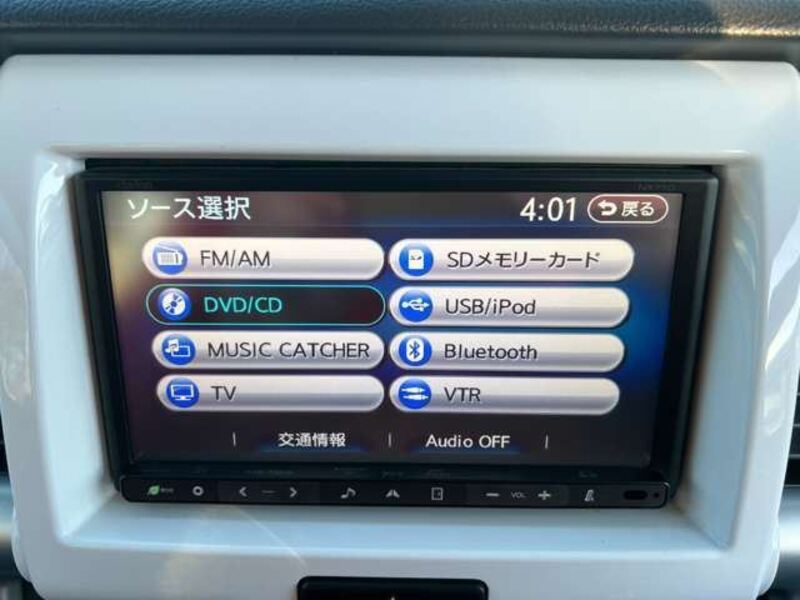 ソース選択 4:01 戻る
FM/AM SDメモリーカード
DVD/CD USB/iPod
MUSIC CATCHER Bluetooth
TV VTR
交通情報 Audio OFF
VOL